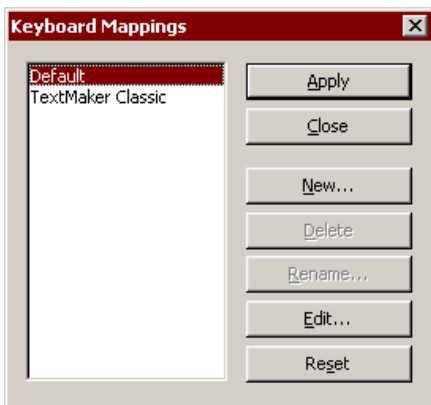 Keyboard Mappings
Default
TextMaker Classic
Apply
Close
New...
Delete
Rename...
Edit...
Reset